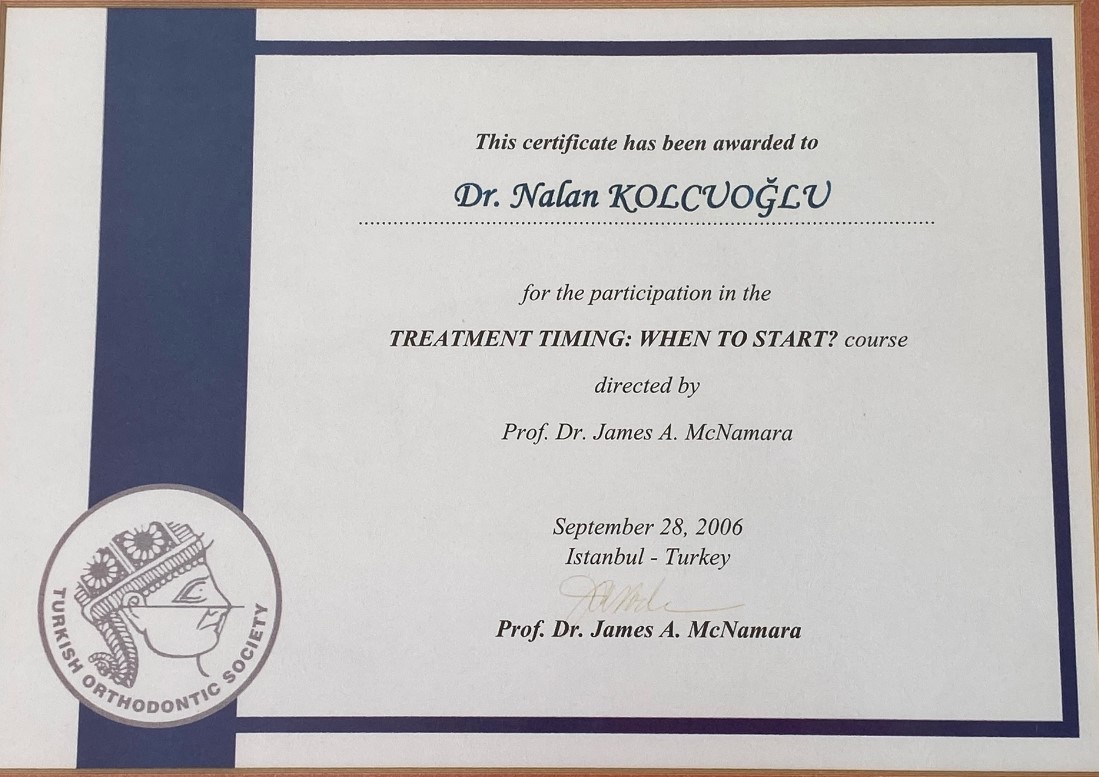 This certificate has been awarded to
Dr. Nalan KOLCUOĞLU
for the participation in the
TREATMENT TIMING: WHEN TO START? course
directed by
Prof. Dr. James A. McNamara
September 28, 2006
Istanbul - Turkey
Prof. Dr. James A. McNamara
TURKISH ORTHODONTIC SOCIETY